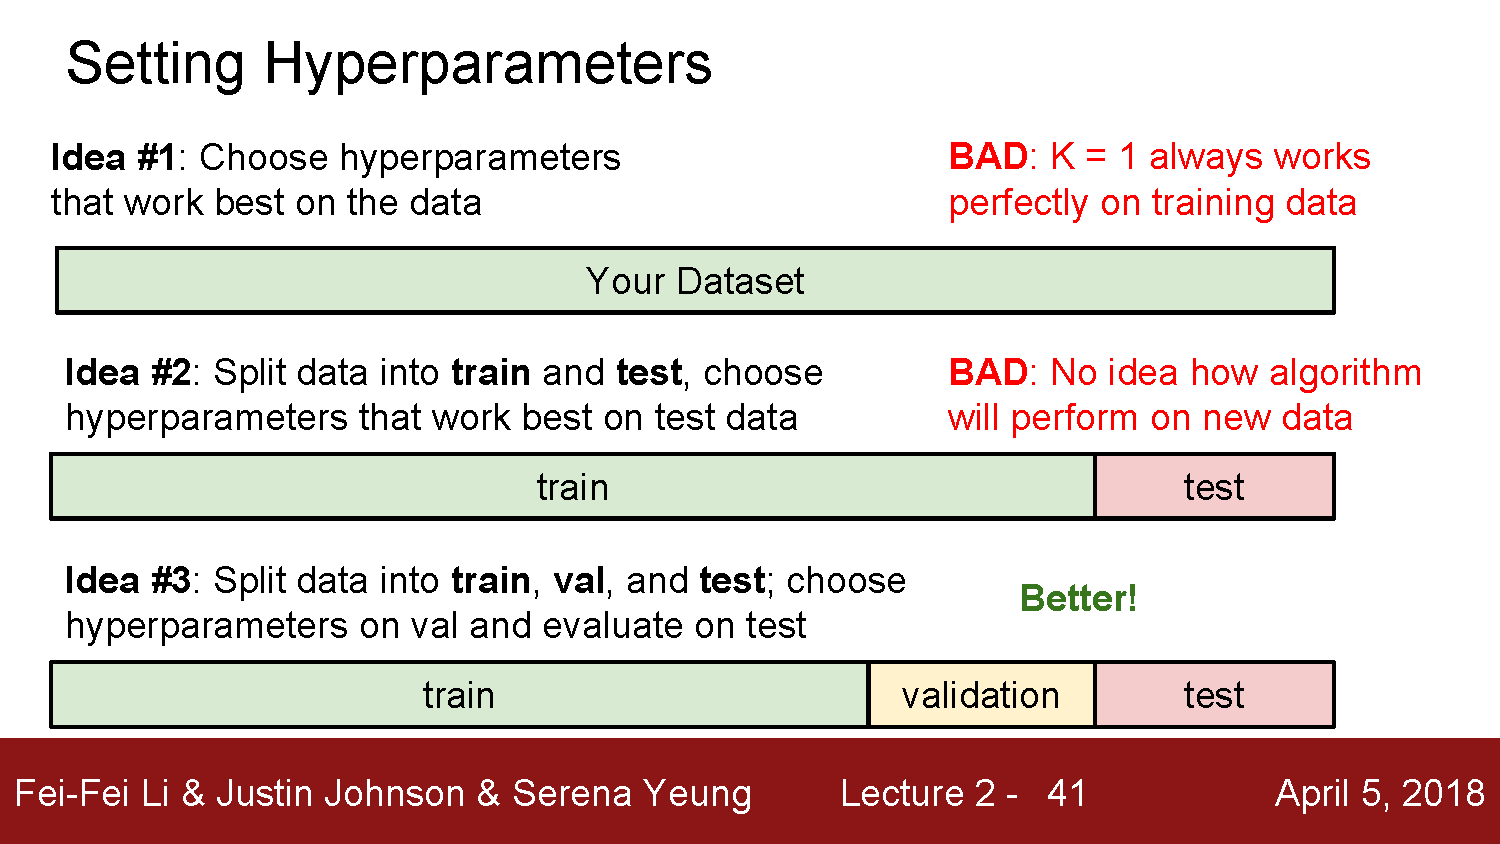 Setting Hyperparameters
Idea #1: Choose hyperparameters
that work best on the data
BAD: K = 1 always works
perfectly on training data
Your Dataset
Idea #2: Split data into train and test, choose
hyperparameters that work best on test data
BAD: No idea how algorithm
will perform on new data
train
test
Idea #3: Split data into train, val, and test; choose
hyperparameters on val and evaluate on test
Better!
train
validation
test
Fei-Fei Li & Justin Johnson & Serena Yeung
Lecture 2 - 41
April 5, 2018